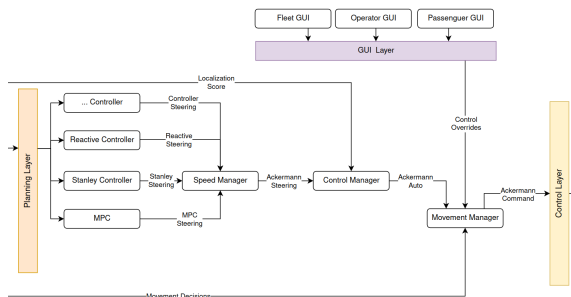 Fleet GUI
Operator GUI
Passenguer GUI
GUI Layer
Localization
Score
... Controller
Controller
Steering
Control
Overrides
Reactive Controller
Reactive
Steering
Planning Layer
Stanley Controller
Stanley
Steering
Speed Manager
Ackermann
Steering
Control Manager
Ackermann
Auto
Ackermann
Command
Control Layer
MPC
MPC
Steering
Movement Manager
Movement Decisions